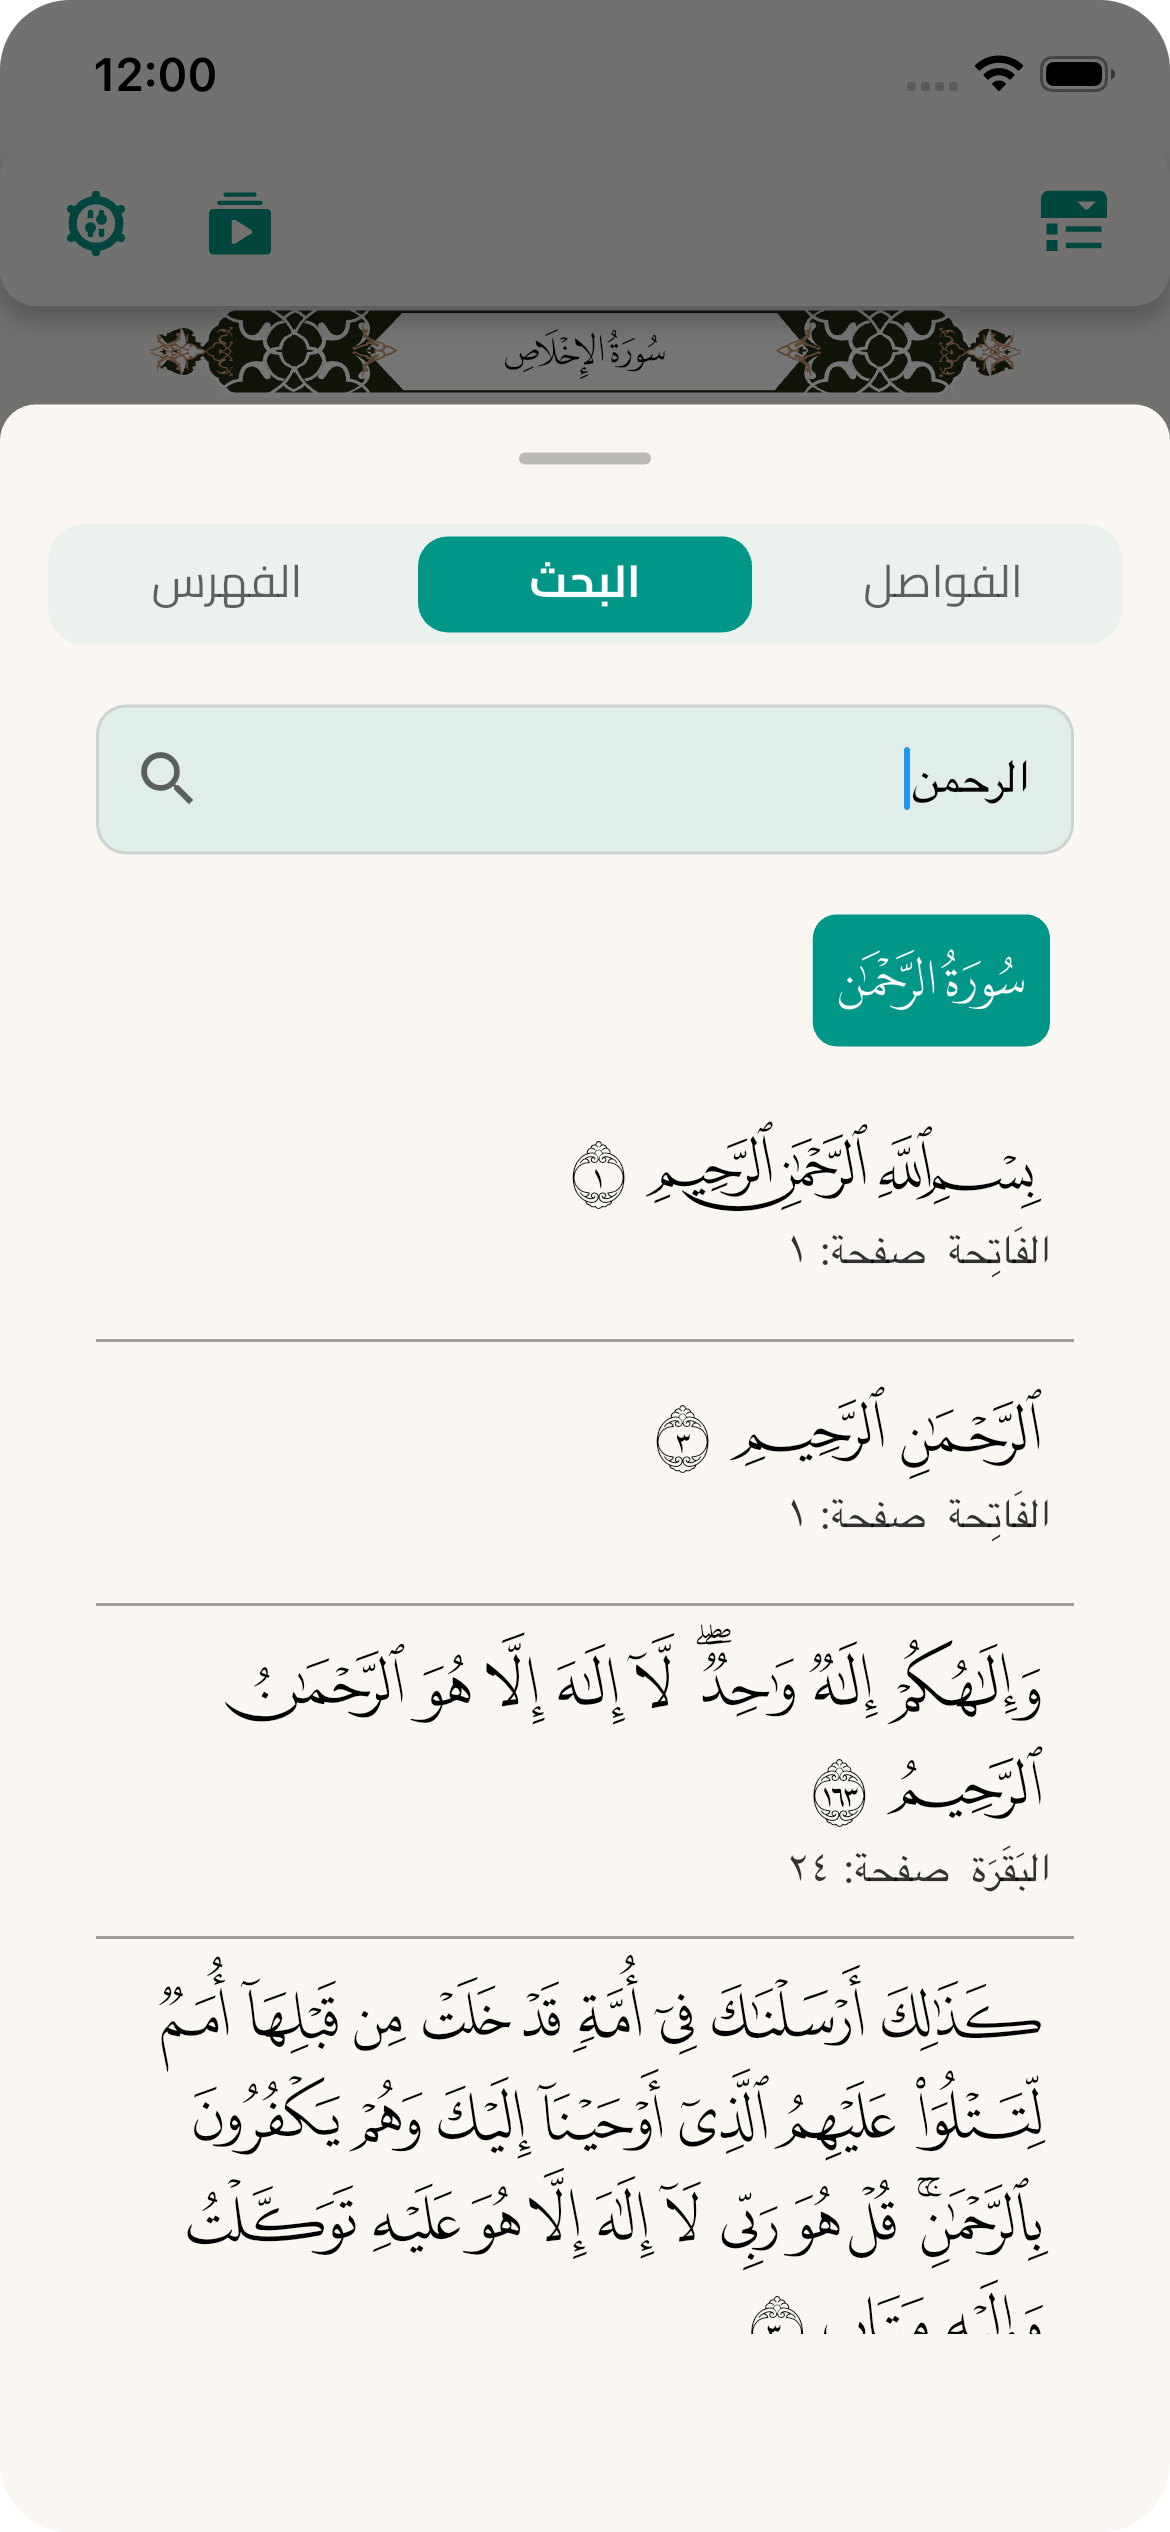 12:00
سُورَةُ الإِخْلَاصِ
الفواصل
البحث
الفهرس
الرحمن
سُورَةُ الرَّحْمَٰن
بِسْمِ ٱللَّهِ ٱلرَّحْمَٰنِ ٱلرَّحِيمِ ١
الفَاتِحة صفحة: ١
ٱلرَّحْمَٰنِ ٱلرَّحِيمِ ٣
الفَاتِحة صفحة: ١
وَإِلَٰهُكُمْ إِلَٰهٌ وَٰحِدٌ ۖ لَّآ إِلَٰهَ إِلَّا هُوَ ٱلرَّحْمَٰنُ
ٱلرَّحِيمُ ١٦٣
البَقَرَة صفحة: ٢٤
كَذَٰلِكَ أَرْسَلْنَٰكَ فِىٓ أُمَّةٍ قَدْ خَلَتْ مِن قَبْلِهَآ أُمَمٌ
لِّتَتْلُوَا۟ عَلَيْهِمُ ٱلَّذِىٓ أَوْحَيْنَآ إِلَيْكَ وَهُمْ يَكْفُرُونَ
بِٱلرَّحْمَٰنِ ۚ قُلْ هُوَ رَبِّى لَآ إِلَٰهَ إِلَّا هُوَ عَلَيْهِ تَوَكَّلْتُ
وَإِلَيْهِ مَتَابِ